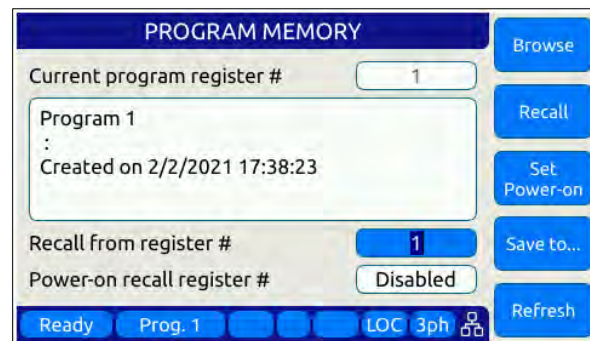 PROGRAM MEMORY
Current program register #
1
Program 1
:
Created on 2/2/2021 17:38:23
Recall from register #
1
Power-on recall register #
Disabled
Ready
Prog. 1
LOC
3ph
Browse
Recall
Set
Power-on
Save to...
Refresh